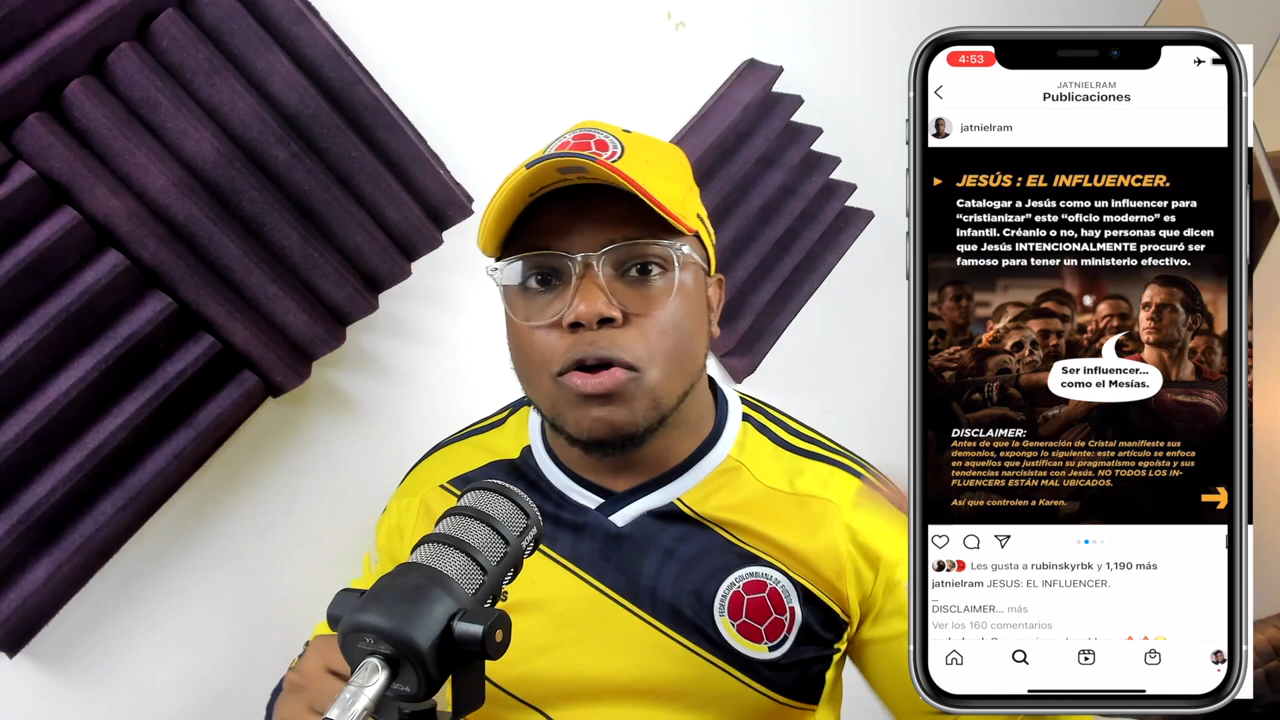 4:53
JATNIELRAM
Publicaciones
jatnielram
JESÚS : EL INFLUENCER.
Catalogar a Jesús como un influencer para
“cristianizar” este “oficio moderno” es
infantil. Créanlo o no, hay personas que dicen
que Jesús INTENCIONALMENTE procuró ser
famoso para tener un ministerio efectivo.
Ser influencer...
como el Mesías.
DISCLAIMER:
Antes de que la Generación de Cristal manifieste sus
demonios, expongo lo siguiente: este artículo se enfoca
en aquellos que justifican su pragmatismo egoísta y sus
tendencias narcisistas con Jesús. NO TODOS LOS IN-
FLUENCERS ESTÁN MAL UBICADOS.
Así que controlen a Karen.
Les gusta a rubinskyrbk y 1,190 más
jatnielram JESUS: EL INFLUENCER.
_
DISCLAIMER... más
Ver los 160 comentarios
FEDERACIÓN COLOMBIANA DE FÚTBOL
RODE